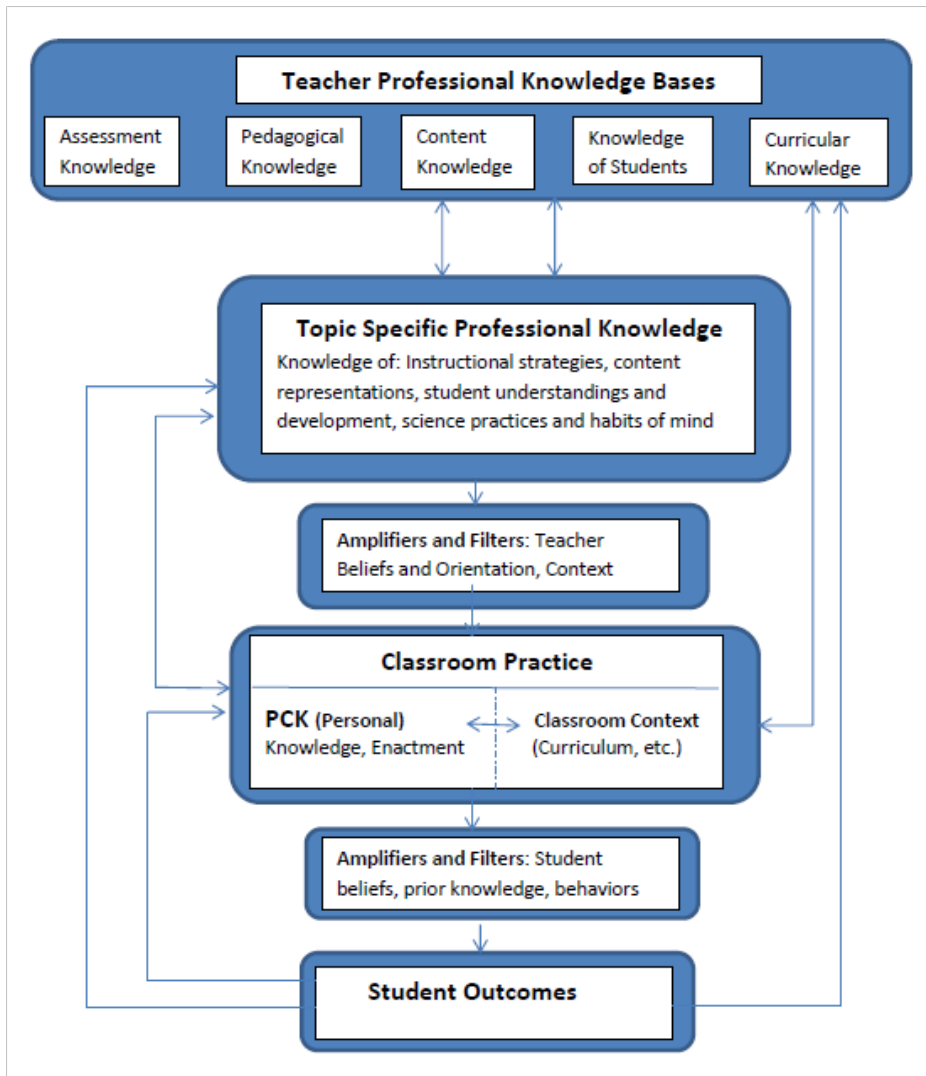 Teacher Professional Knowledge Bases
Assessment
Knowledge
Pedagogical
Knowledge
Content
Knowledge
Knowledge
of Students
Curricular
Knowledge
Topic Specific Professional Knowledge
Knowledge of: Instructional strategies, content
representations, student understandings and
development, science practices and habits of mind
Amplifiers and Filters: Teacher
Beliefs and Orientation, Context
Classroom Practice
PCK (Personal)
Knowledge, Enactment
Classroom Context
(Curriculum, etc.)
Amplifiers and Filters: Student
beliefs, prior knowledge, behaviors
Student Outcomes